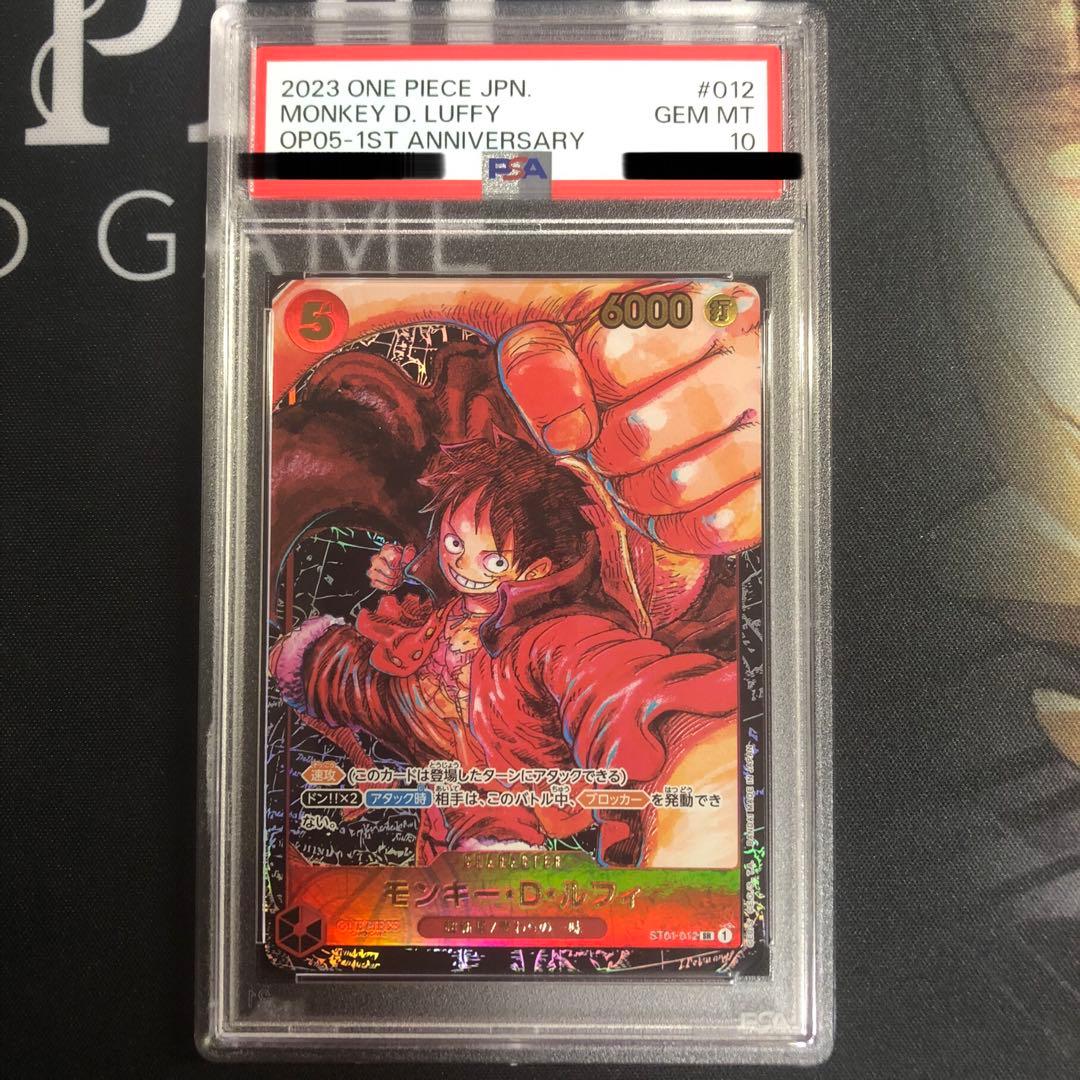 D GAME
2023 ONE PIECE JPN. #012
MONKEY D. LUFFY GEM MT
OP05-1ST ANNIVERSARY 10
PSA
5
6000 打
速攻 (このカードは登場したターンにアタックできる)
ドン!!×2 アタック時 相手は、このバトル中、ブロッカー を発動でき
ない。
CHARACTER
モンキー・D・ルフィ
ST01-012 SR 1
PSA